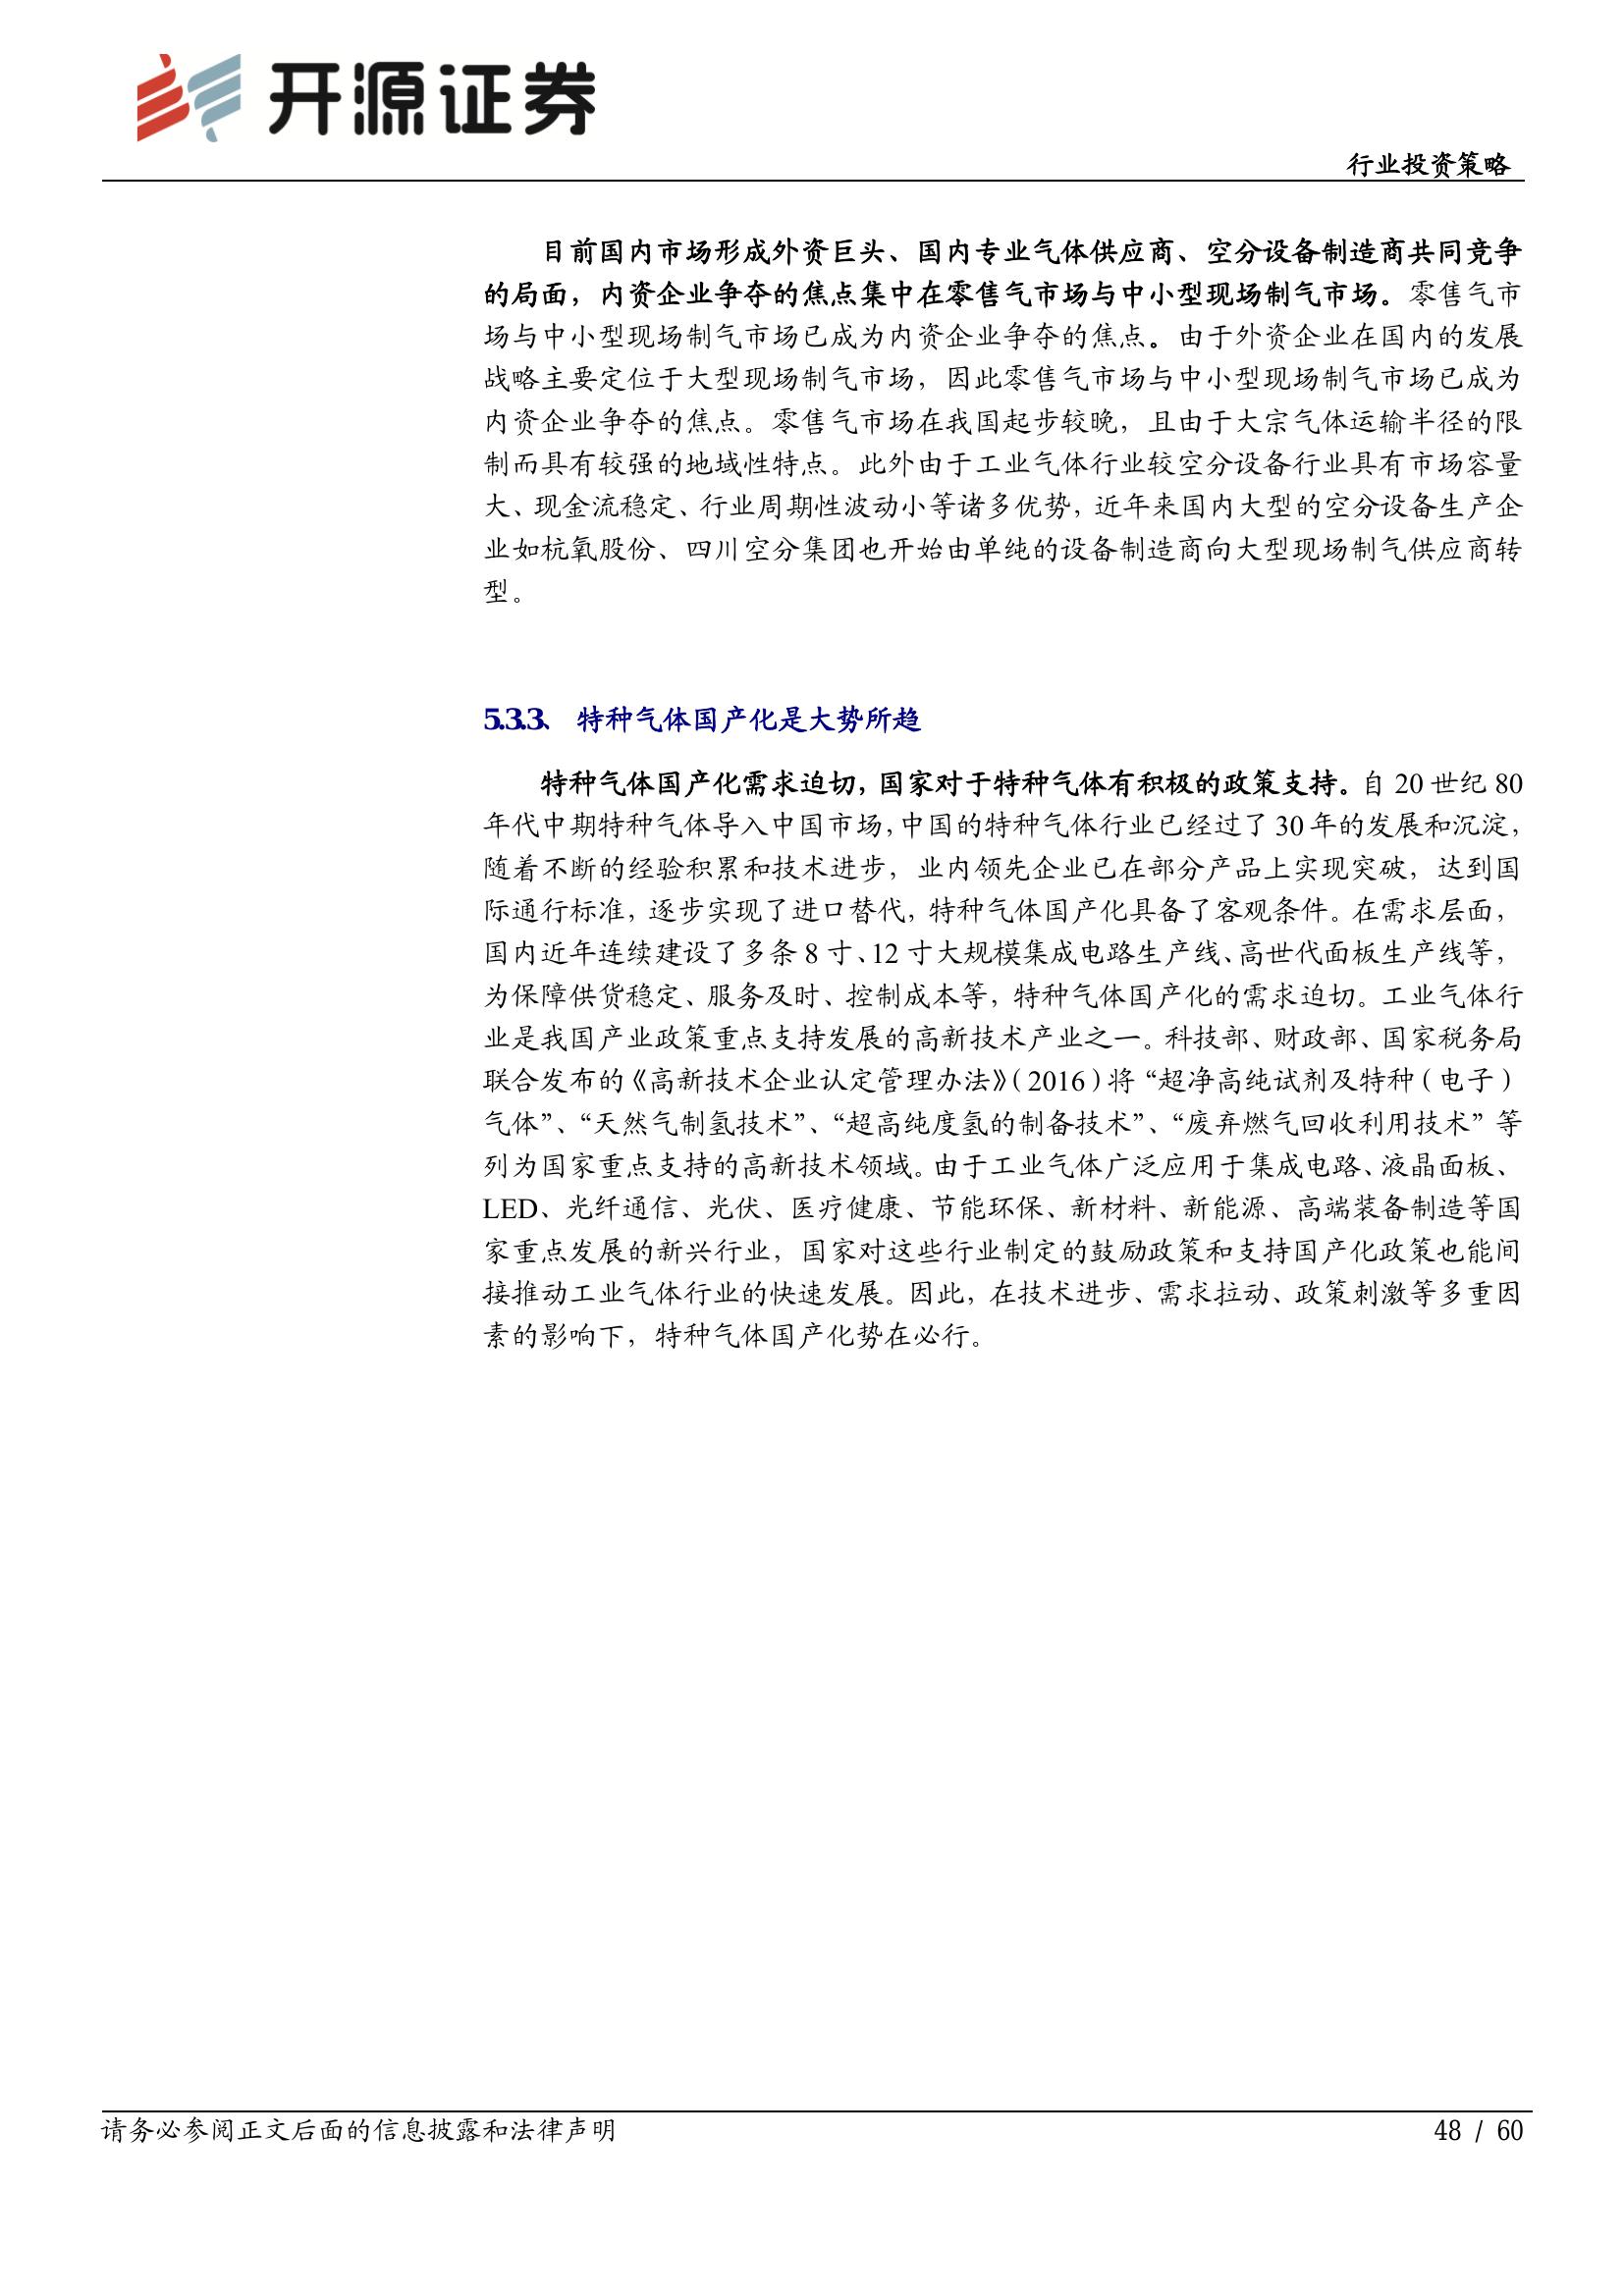 开源证券
行业投资策略
目前国内市场形成外资巨头、国内专业气体供应商、空分设备制造商共同竞争
的局面，内资企业争夺的焦点集中在零售气市场与中小型现场制气市场。零售气市
场与中小型现场制气市场已成为内资企业争夺的焦点。由于外资企业在国内的发展
战略主要定位于大型现场制气市场，因此零售气市场与中小型现场制气市场已成为
内资企业争夺的焦点。零售气市场在我国起步较晚，且由于大宗气体运输半径的限
制而具有较强的地域性特点。此外由于工业气体行业较空分设备行业具有市场容量
大、现金流稳定、行业周期性波动小等诸多优势，近年来国内大型的空分设备生产企
业如杭氧股份、四川空分集团也开始由单纯的设备制造商向大型现场制气供应商转
型。
5.3.3、 特种气体国产化是大势所趋
特种气体国产化需求迫切，国家对于特种气体有积极的政策支持。自 20 世纪 80
年代中期特种气体导入中国市场，中国的特种气体行业已经过了 30 年的发展和沉淀，
随着不断的经验积累和技术进步，业内领先企业已在部分产品上实现突破，达到国
际通行标准，逐步实现了进口替代，特种气体国产化具备了客观条件。在需求层面，
国内近年连续建设了多条 8 寸、12 寸大规模集成电路生产线、高世代面板生产线等，
为保障供货稳定、服务及时、控制成本等，特种气体国产化的需求迫切。工业气体行
业是我国产业政策重点支持发展的高新技术产业之一。科技部、财政部、国家税务局
联合发布的《高新技术企业认定管理办法》（2016）将“超净高纯试剂及特种（电子）
气体”、“天然气制氢技术”、“超高纯度氢的制备技术”、“废弃燃气回收利用技术”等
列为国家重点支持的高新技术领域。由于工业气体广泛应用于集成电路、液晶面板、
LED、光纤通信、光伏、医疗健康、节能环保、新材料、新能源、高端装备制造等国
家重点发展的新兴行业，国家对这些行业制定的鼓励政策和支持国产化政策也能间
接推动工业气体行业的快速发展。因此，在技术进步、需求拉动、政策刺激等多重因
素的影响下，特种气体国产化势在必行。
请务必参阅正文后面的信息披露和法律声明
48 / 60